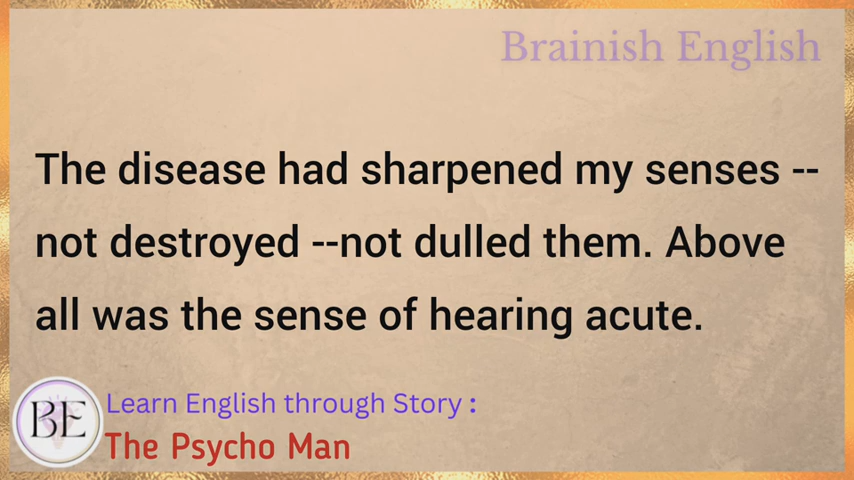 Brainish English
The disease had sharpened my senses --
not destroyed --not dulled them. Above
all was the sense of hearing acute.
BE
Learn English through Story :
The Psycho Man